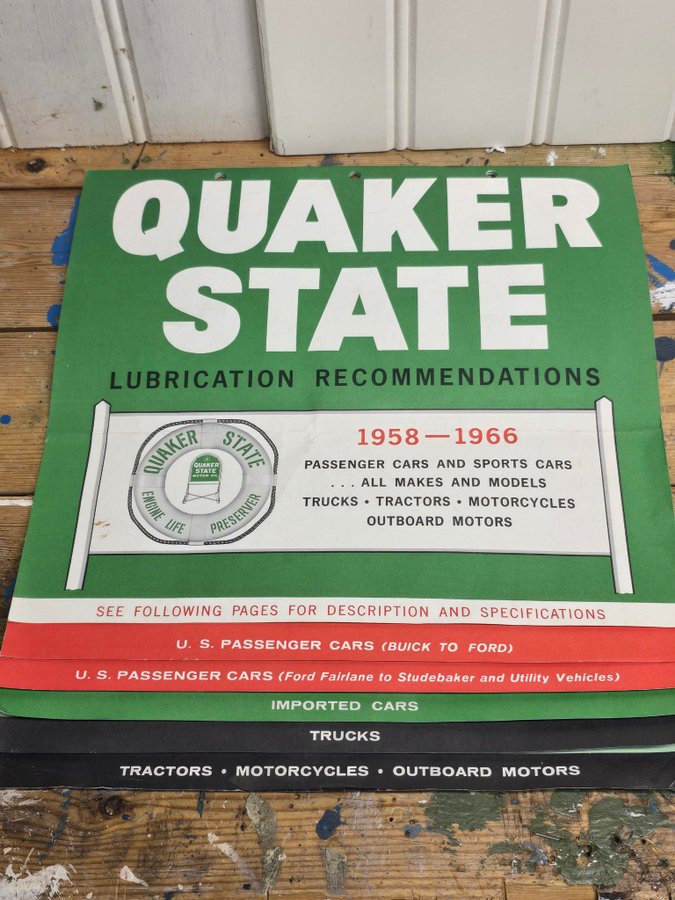 QUAKER
STATE
LUBRICATION RECOMMENDATIONS
QUAKER STATE
QUAKER
STATE
MOTOR OIL
ENGINE LIFE PRESERVER
1958—1966
PASSENGER CARS AND SPORTS CARS
. . . ALL MAKES AND MODELS
TRUCKS • TRACTORS • MOTORCYCLES
OUTBOARD MOTORS
SEE FOLLOWING PAGES FOR DESCRIPTION AND SPECIFICATIONS
U. S. PASSENGER CARS (BUICK TO FORD)
U. S. PASSENGER CARS (Ford Fairlane to Studebaker and Utility Vehicles)
IMPORTED CARS
TRUCKS
TRACTORS • MOTORCYCLES • OUTBOARD MOTORS